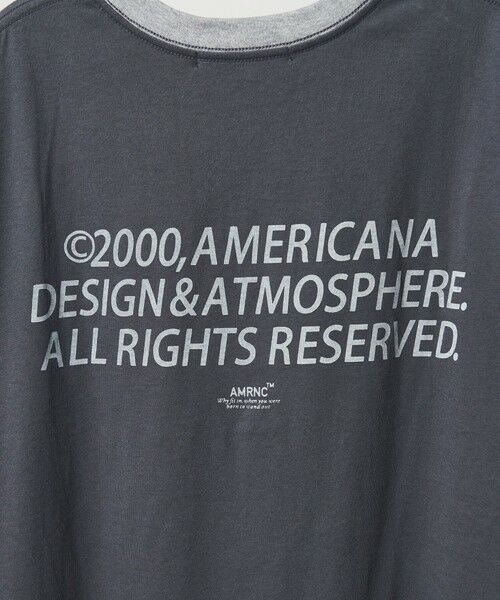 ©2000,AMERICANA
DESIGN&ATMOSPHERE.
ALL RIGHTS RESERVED.
AMRNC™
Why fit in, when you were
born to stand out